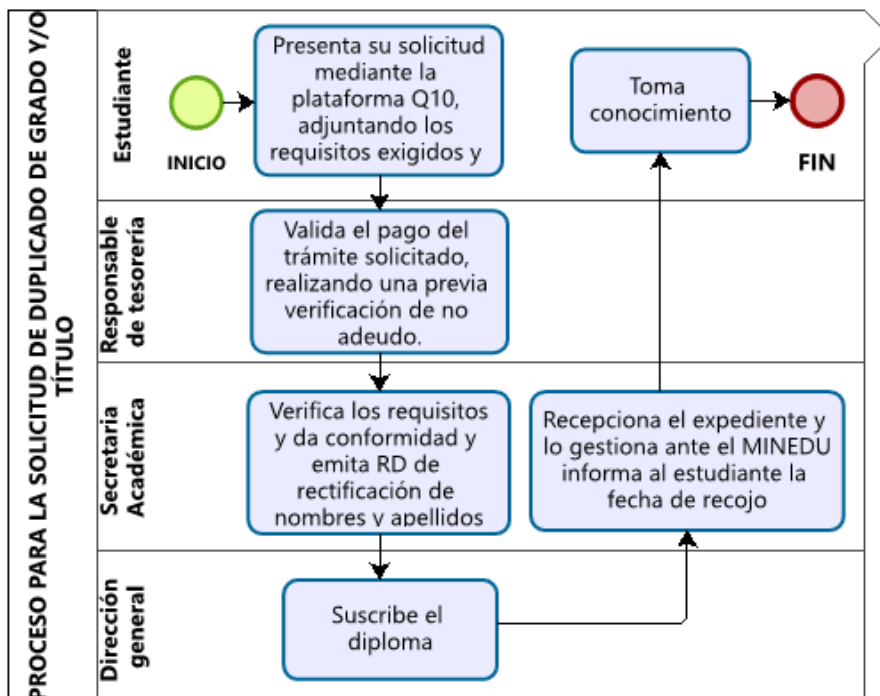 PROCESO PARA LA SOLICITUD DE DUPLICADO DE GRADO Y/O
TÍTULO
Estudiante
INICIO
Presenta su solicitud
mediante la
plataforma Q10,
adjuntando los
requisitos exigidos y
Toma
conocimiento
FIN
Responsable
de tesorería
Valida el pago del
trámite solicitado,
realizando una previa
verificación de no
adeudo.
Secretaria
Académica
Verifica los requisitos
y da conformidad y
emita RD de
rectificación de
nombres y apellidos
Recepciona el expediente y
lo gestiona ante el MINEDU
informa al estudiante la
fecha de recojo
Dirección
general
Suscribe el
diploma